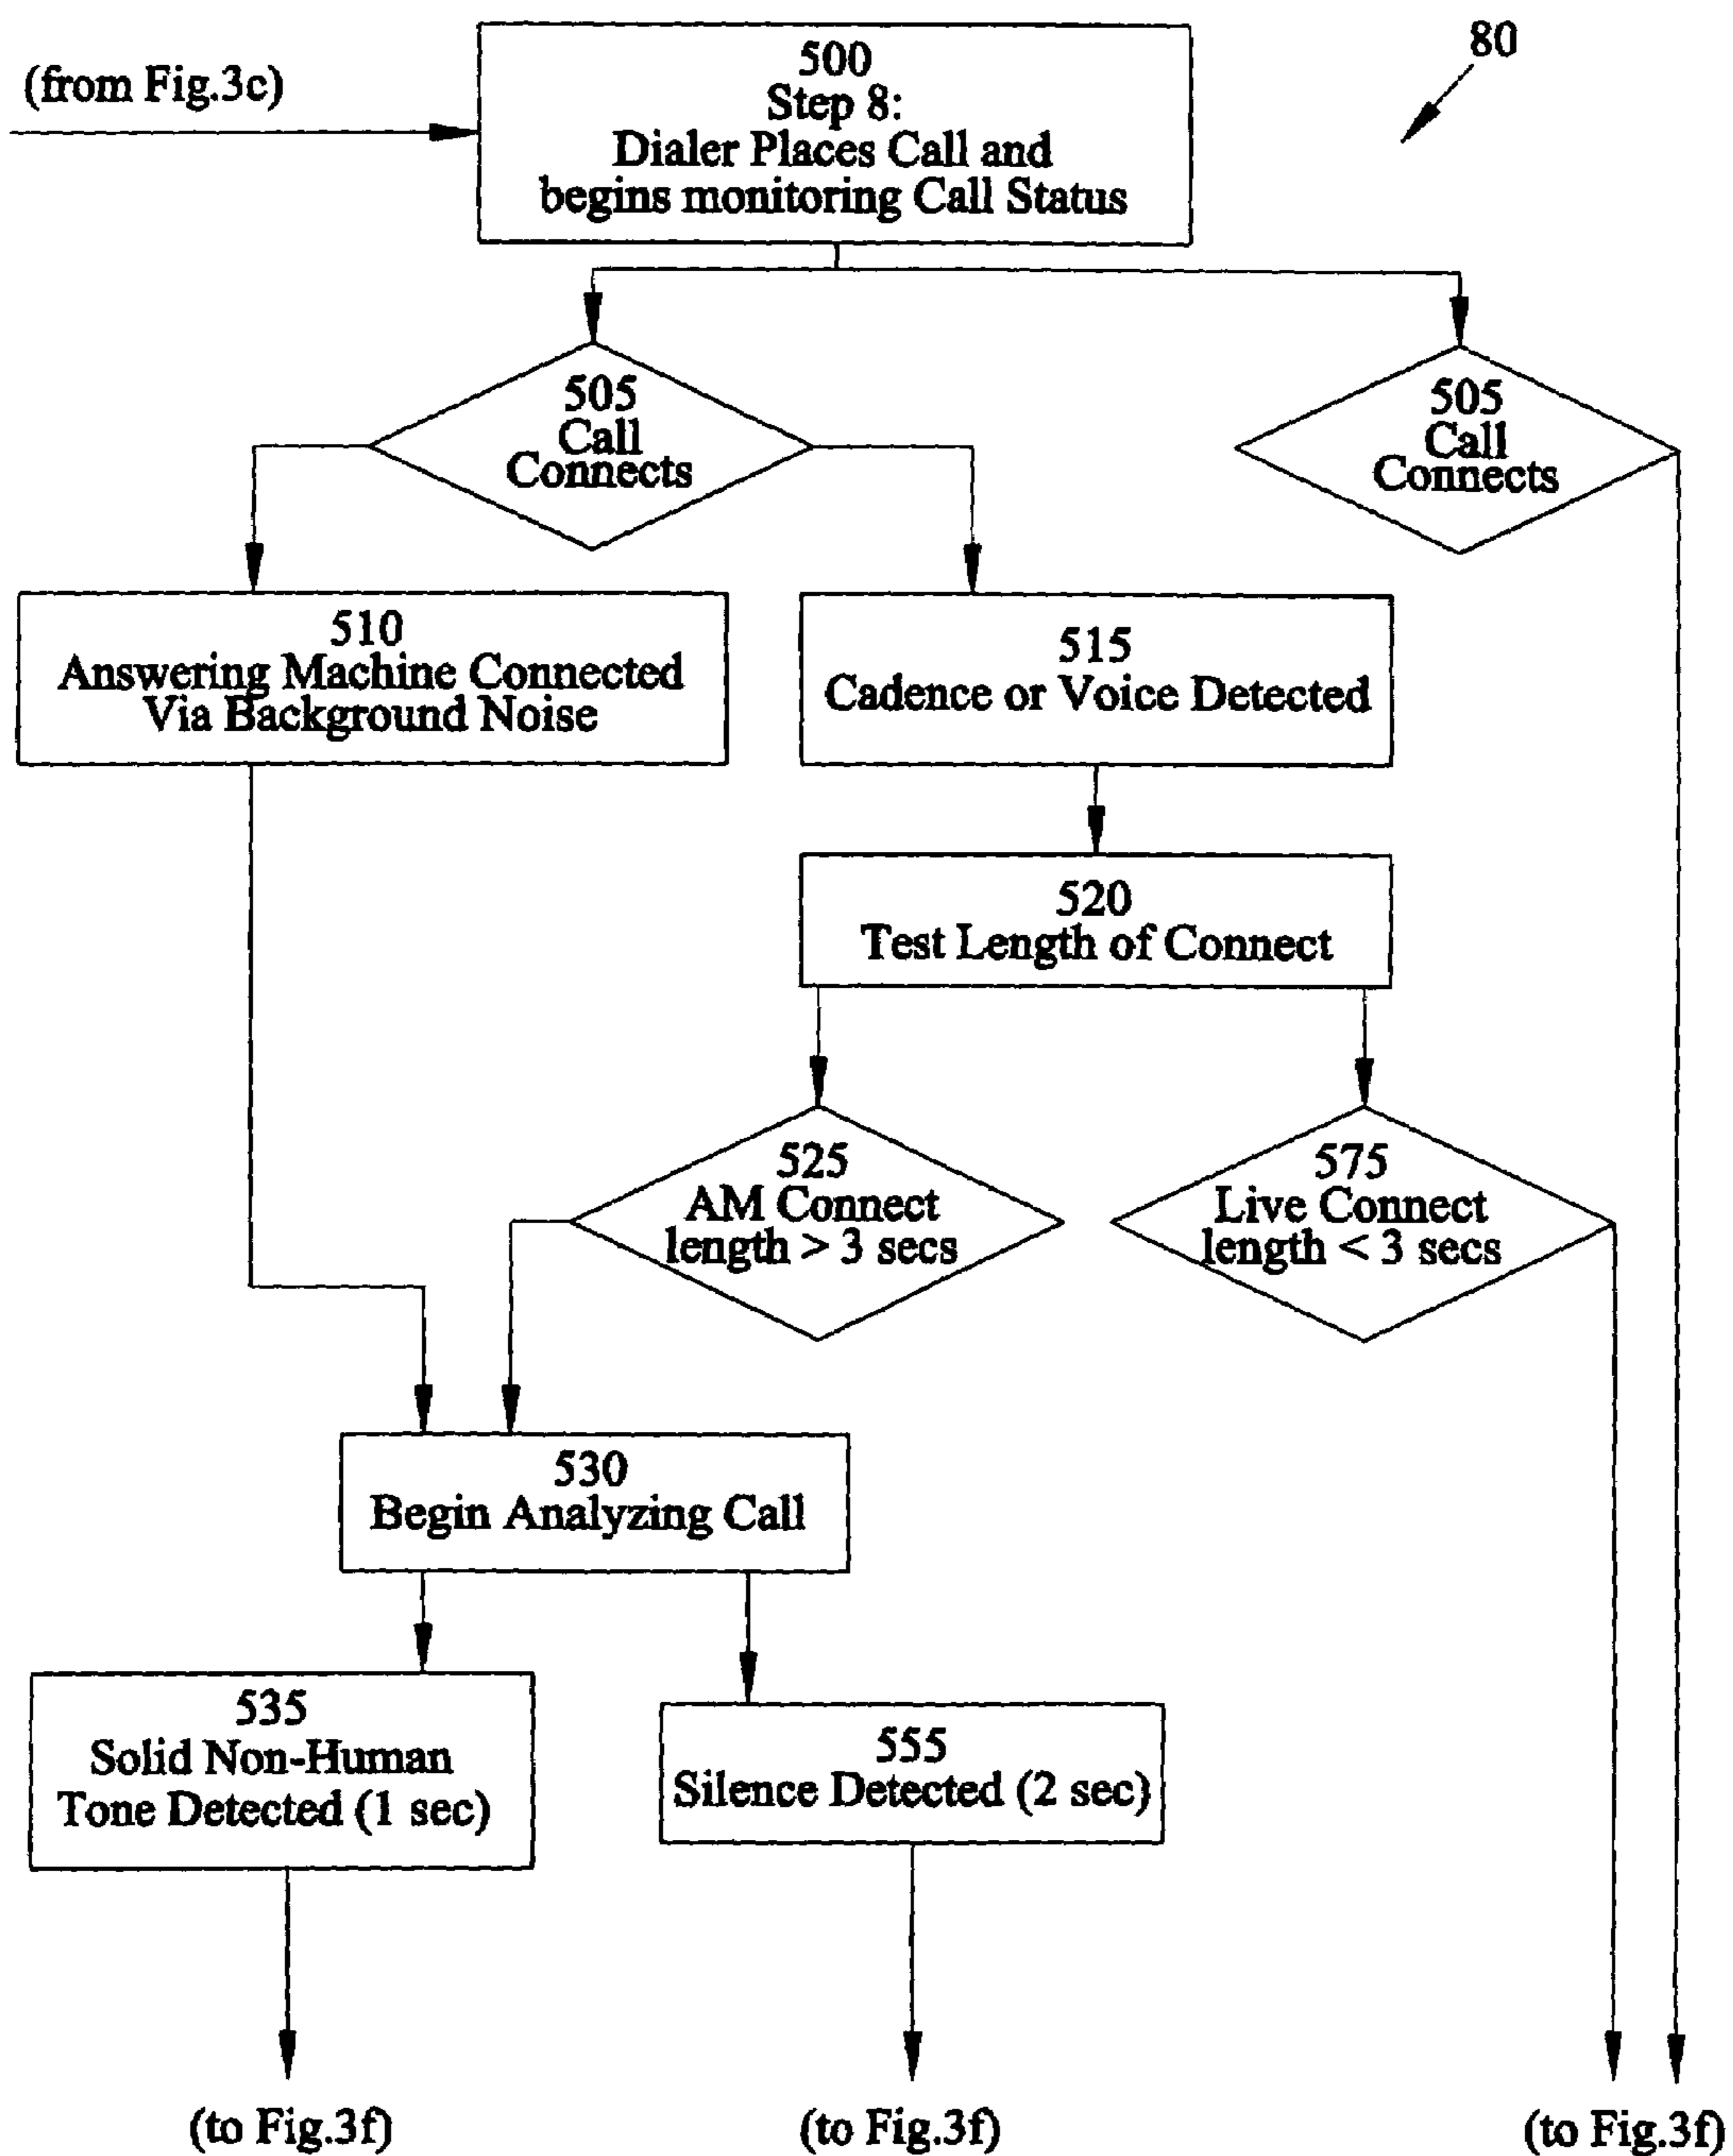 (from Fig.3c)
500
Step 8:
Dialer Places Call and
begins monitoring Call Status
80
505
Call
Connects
505
Call
Connects
510
Answering Machine Connected
Via Background Noise
515
Cadence or Voice Detected
520
Test Length of Connect
525
AM Connect
length > 3 secs
575
Live Connect
length < 3 secs
530
Begin Analyzing Call
535
Solid Non-Human
Tone Detected (1 sec)
555
Silence Detected (2 sec)
(to Fig.3f)
(to Fig.3f)
(to Fig.3f)